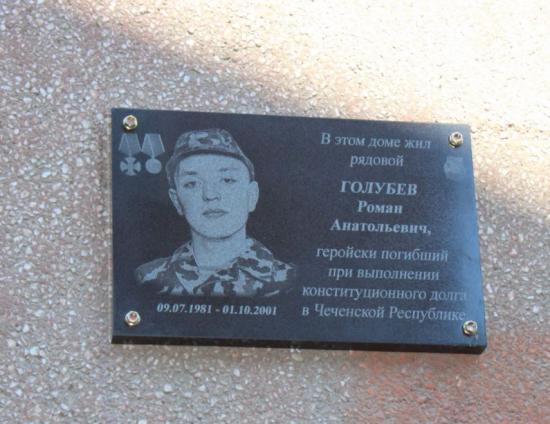 В этом доме жил
рядовой
ГОЛУБЕВ
Роман
Анатольевич,
геройски погибший
при выполнении
конституционного долга
в Чеченской Республике
09.07.1981 - 01.10.2001